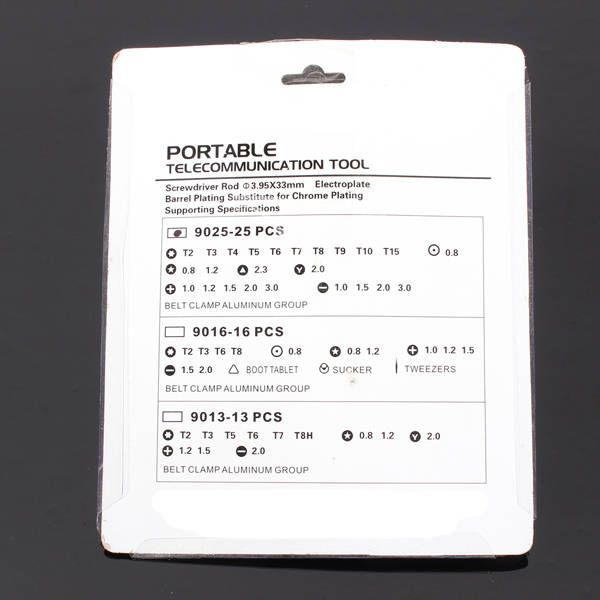 PORTABLE
TELECOMMUNICATION TOOL
Screwdriver Rod Φ3.95X33mm Electroplate
Barrel Plating Substitute for Chrome Plating
Supporting Specifications
9025-25 PCS
T2 T3 T4 T5 T6 T7 T8 T9 T10 T15 0.8
0.8 1.2 2.3 Y 2.0
1.0 1.2 1.5 2.0 3.0 1.0 1.5 2.0 3.0
BELT CLAMP ALUMINUM GROUP
9016-16 PCS
T2 T3 T6 T8 0.8 0.8 1.2 1.0 1.2 1.5
1.5 2.0 BOOT TABLET SUCKER TWEEZERS
BELT CLAMP ALUMINUM GROUP
9013-13 PCS
T2 T3 T5 T6 T7 T8H 0.8 1.2 Y 2.0
1.2 1.5 2.0
BELT CLAMP ALUMINUM GROUP